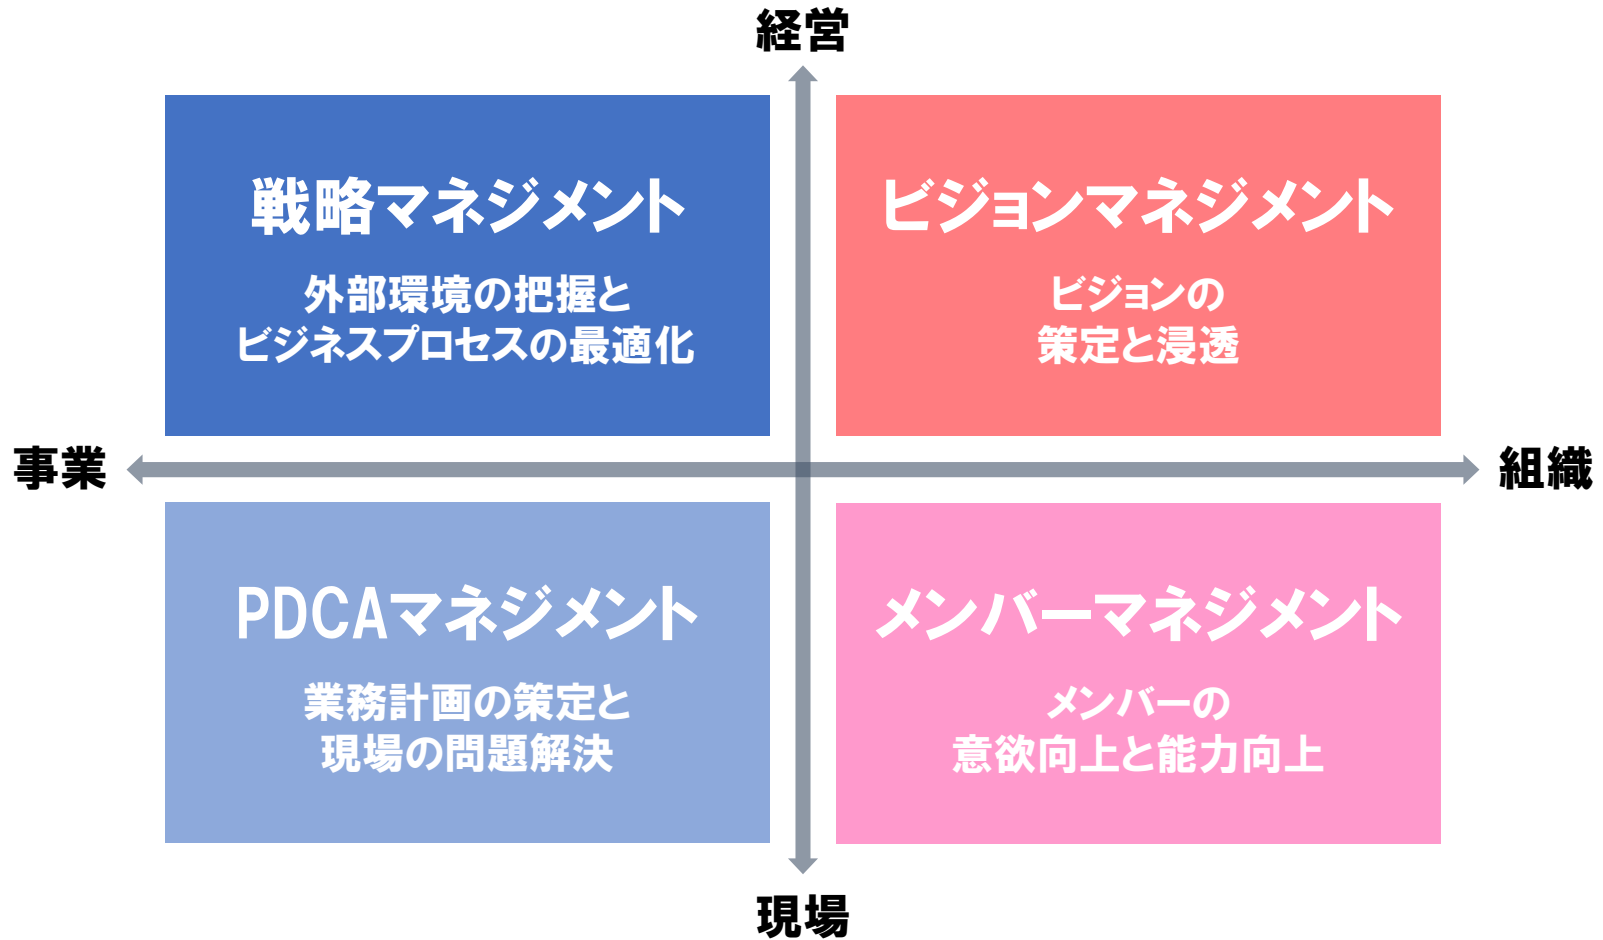 経営
戦略マネジメント
外部環境の把握と
ビジネスプロセスの最適化
ビジョンマネジメント
ビジョンの
策定と浸透
事業
組織
PDCAマネジメント
業務計画の策定と
現場の問題解決
メンバーマネジメント
メンバーの
意欲向上と能力向上
現場